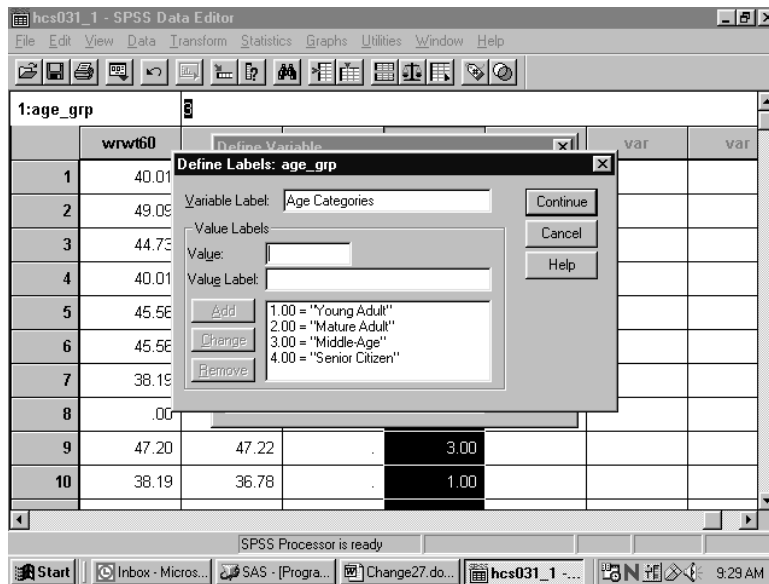 hcs031_1 - SPSS Data Editor
File Edit View Data Transform Statistics Graphs Utilities Window Help
1:age_grp 3
wrwt60 var var
Define Variable
Define Labels: age_grp
Variable Label: Age Categories
Continue
Value Labels
Cancel
Value:
Help
Value Label:
Add
Change
Remove
1.00 = "Young Adult"
2.00 = "Mature Adult"
3.00 = "Middle-Age"
4.00 = "Senior Citizen"
1 40.01
2 49.09
3 44.73
4 40.01
5 45.56
6 45.56
7 38.19
8 .00
9 47.20 47.22 . 3.00
10 38.19 36.78 . 1.00
SPSS Processor is ready
Start Inbox - Micros... SAS - [Progra... Change27.do... hcs031_1 -... 9:29 AM